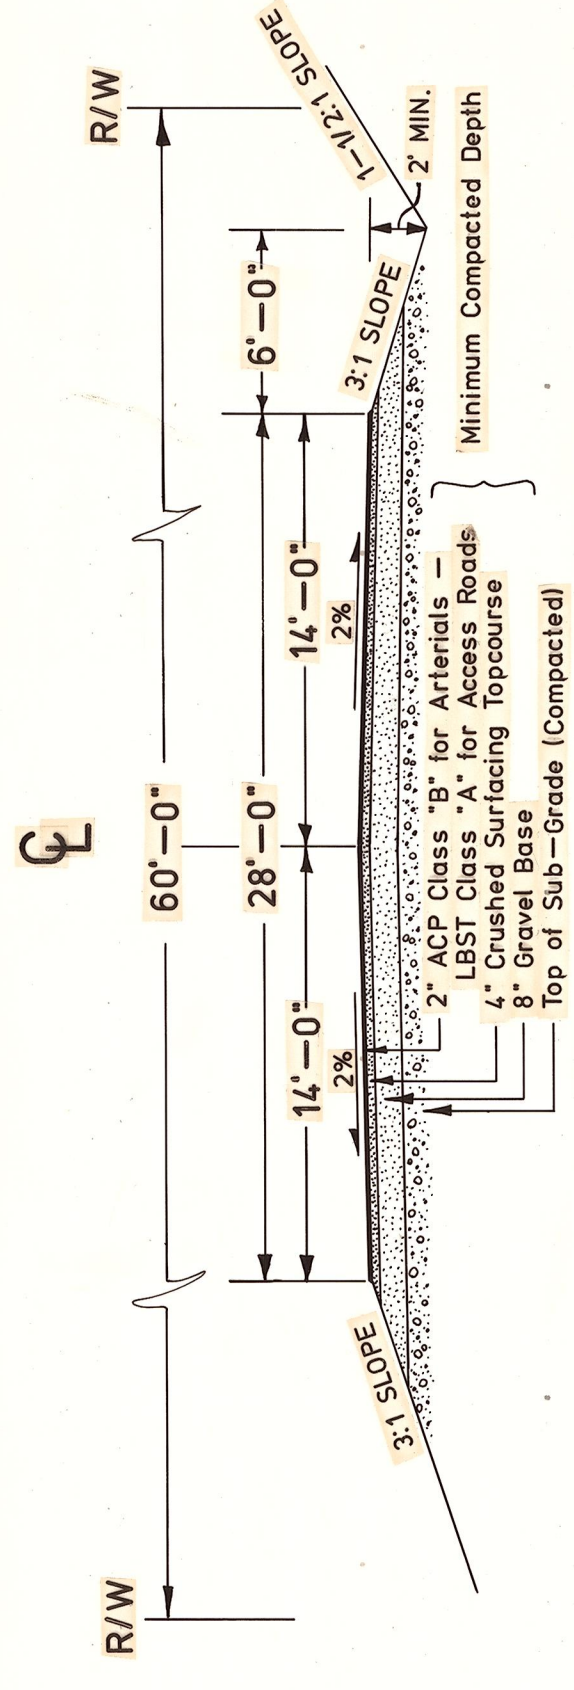 C̵L
R/W
60'-0"
R/W
28'-0"
6'-0"
14'-0"
14'-0"
2%
2%
3:1 SLOPE
3:1 SLOPE
1-1/2:1 SLOPE
2' MIN.
2" ACP Class "B" for Arterials —
LBST Class "A" for Access Roads
4" Crushed Surfacing Topcourse
8" Gravel Base
Top of Sub-Grade (Compacted)
Minimum Compacted Depth